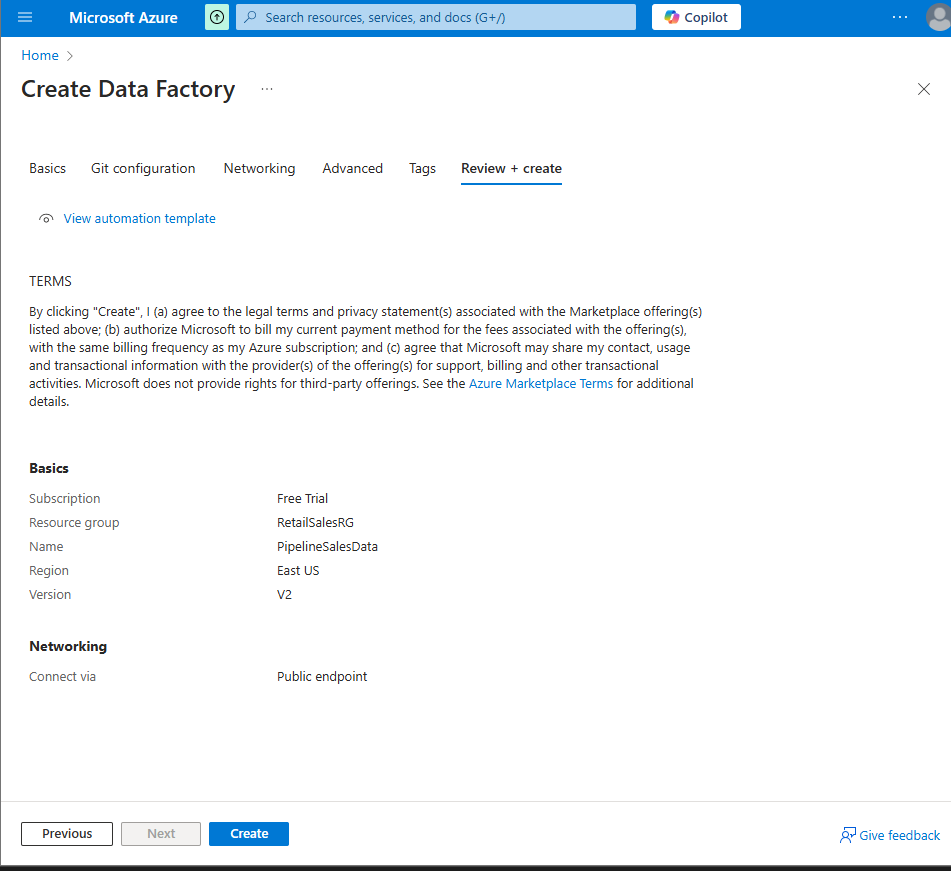 Microsoft Azure
Search resources, services, and docs (G+/)
Copilot
Home
Create Data Factory
Basics Git configuration Networking Advanced Tags Review + create
View automation template
TERMS
By clicking "Create", I (a) agree to the legal terms and privacy statement(s) associated with the Marketplace offering(s)
listed above; (b) authorize Microsoft to bill my current payment method for the fees associated with the offering(s),
with the same billing frequency as my Azure subscription; and (c) agree that Microsoft may share my contact, usage
and transactional information with the provider(s) of the offering(s) for support, billing and other transactional
activities. Microsoft does not provide rights for third-party offerings. See the Azure Marketplace Terms for additional
details.
Basics
Subscription Free Trial
Resource group RetailSalesRG
Name PipelineSalesData
Region East US
Version V2
Networking
Connect via Public endpoint
Previous Next Create Give feedback